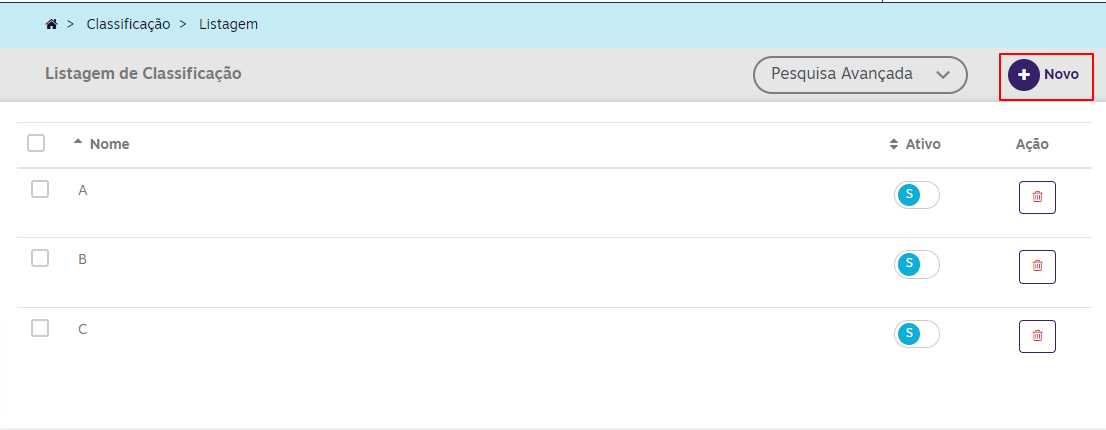 > Classificação > Listagem
Listagem de Classificação Pesquisa Avançada Novo
Nome Ativo Ação
A S
B S
C S